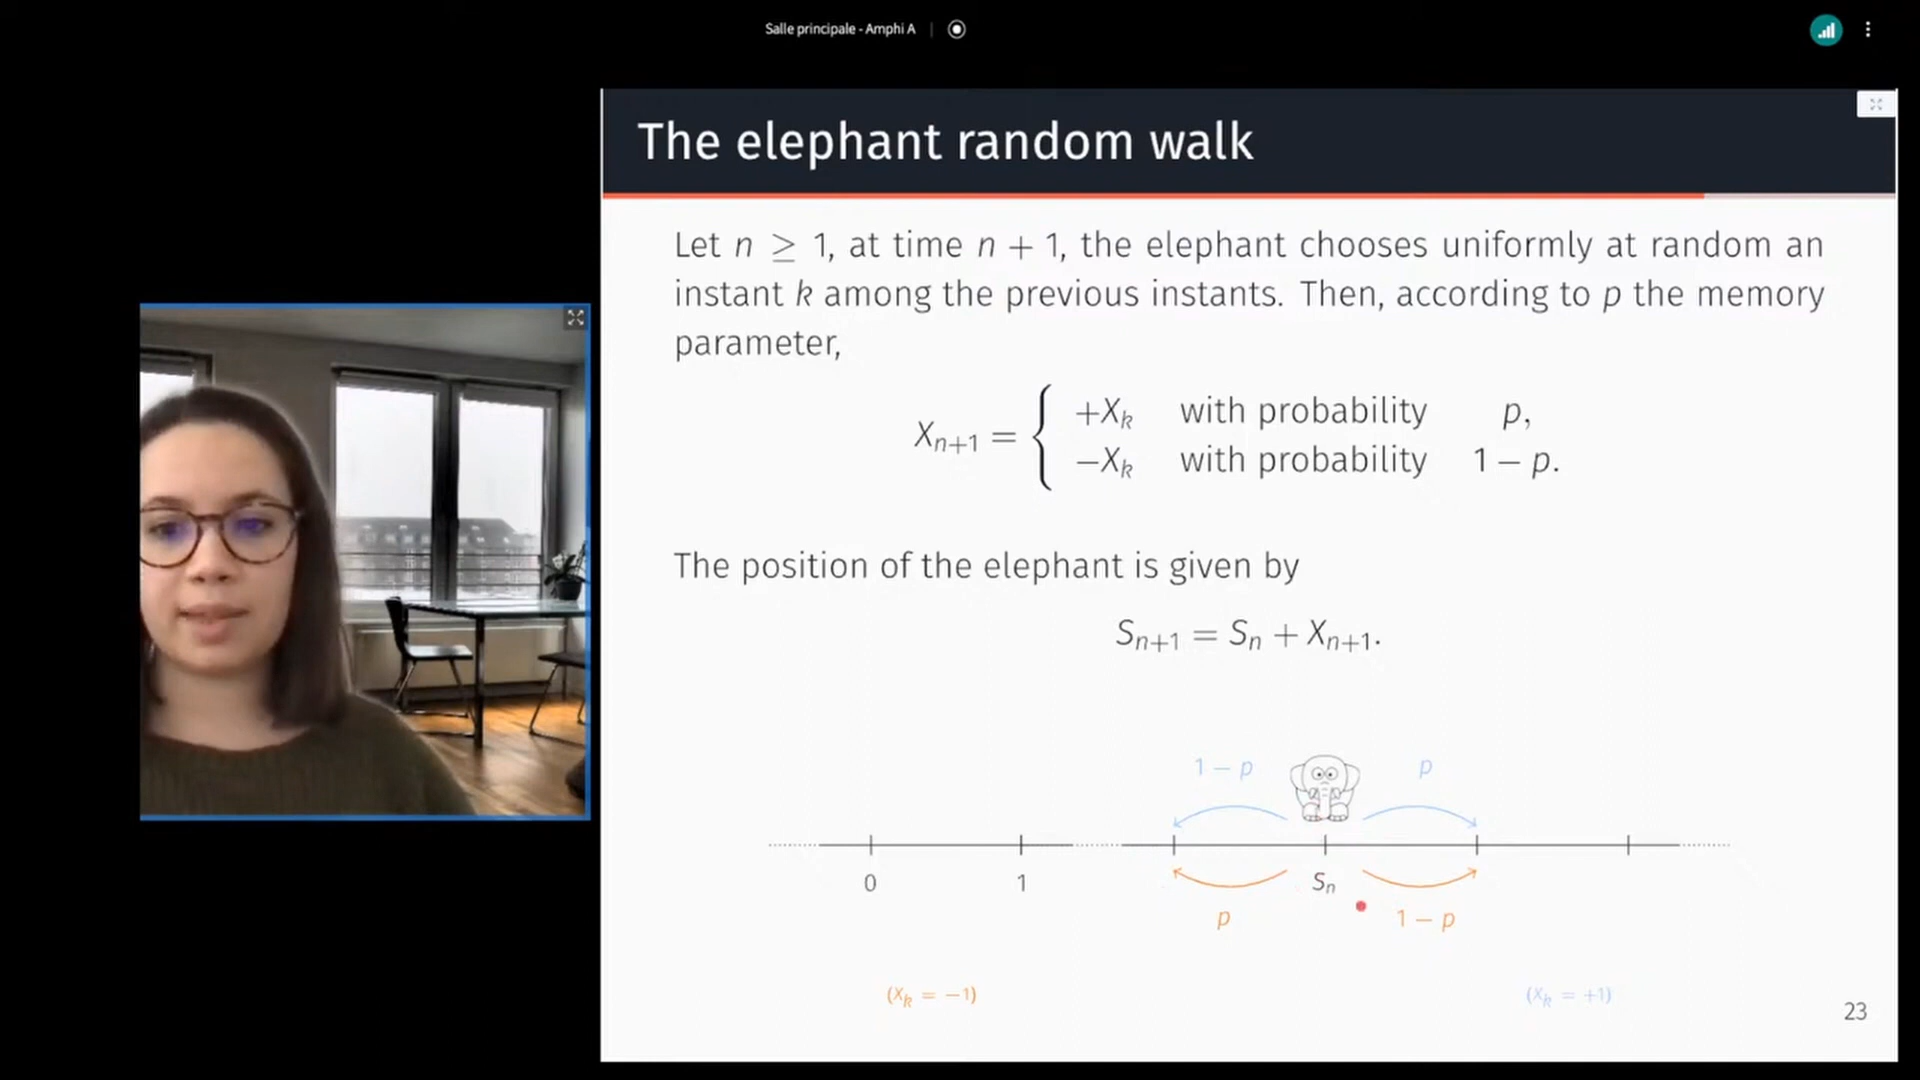 Salle principale - Amphi A
The elephant random walk
Let n ≥ 1, at time n + 1, the elephant chooses uniformly at random an
instant k among the previous instants. Then, according to p the memory
parameter,
X_{n+1} = { +X_k with probability p,
−X_k with probability 1 − p.
The position of the elephant is given by
S_{n+1} = S_n + X_{n+1}.
1 − p p
0 1 S_n
p 1 − p
(X_k = −1) (X_k = +1)
23